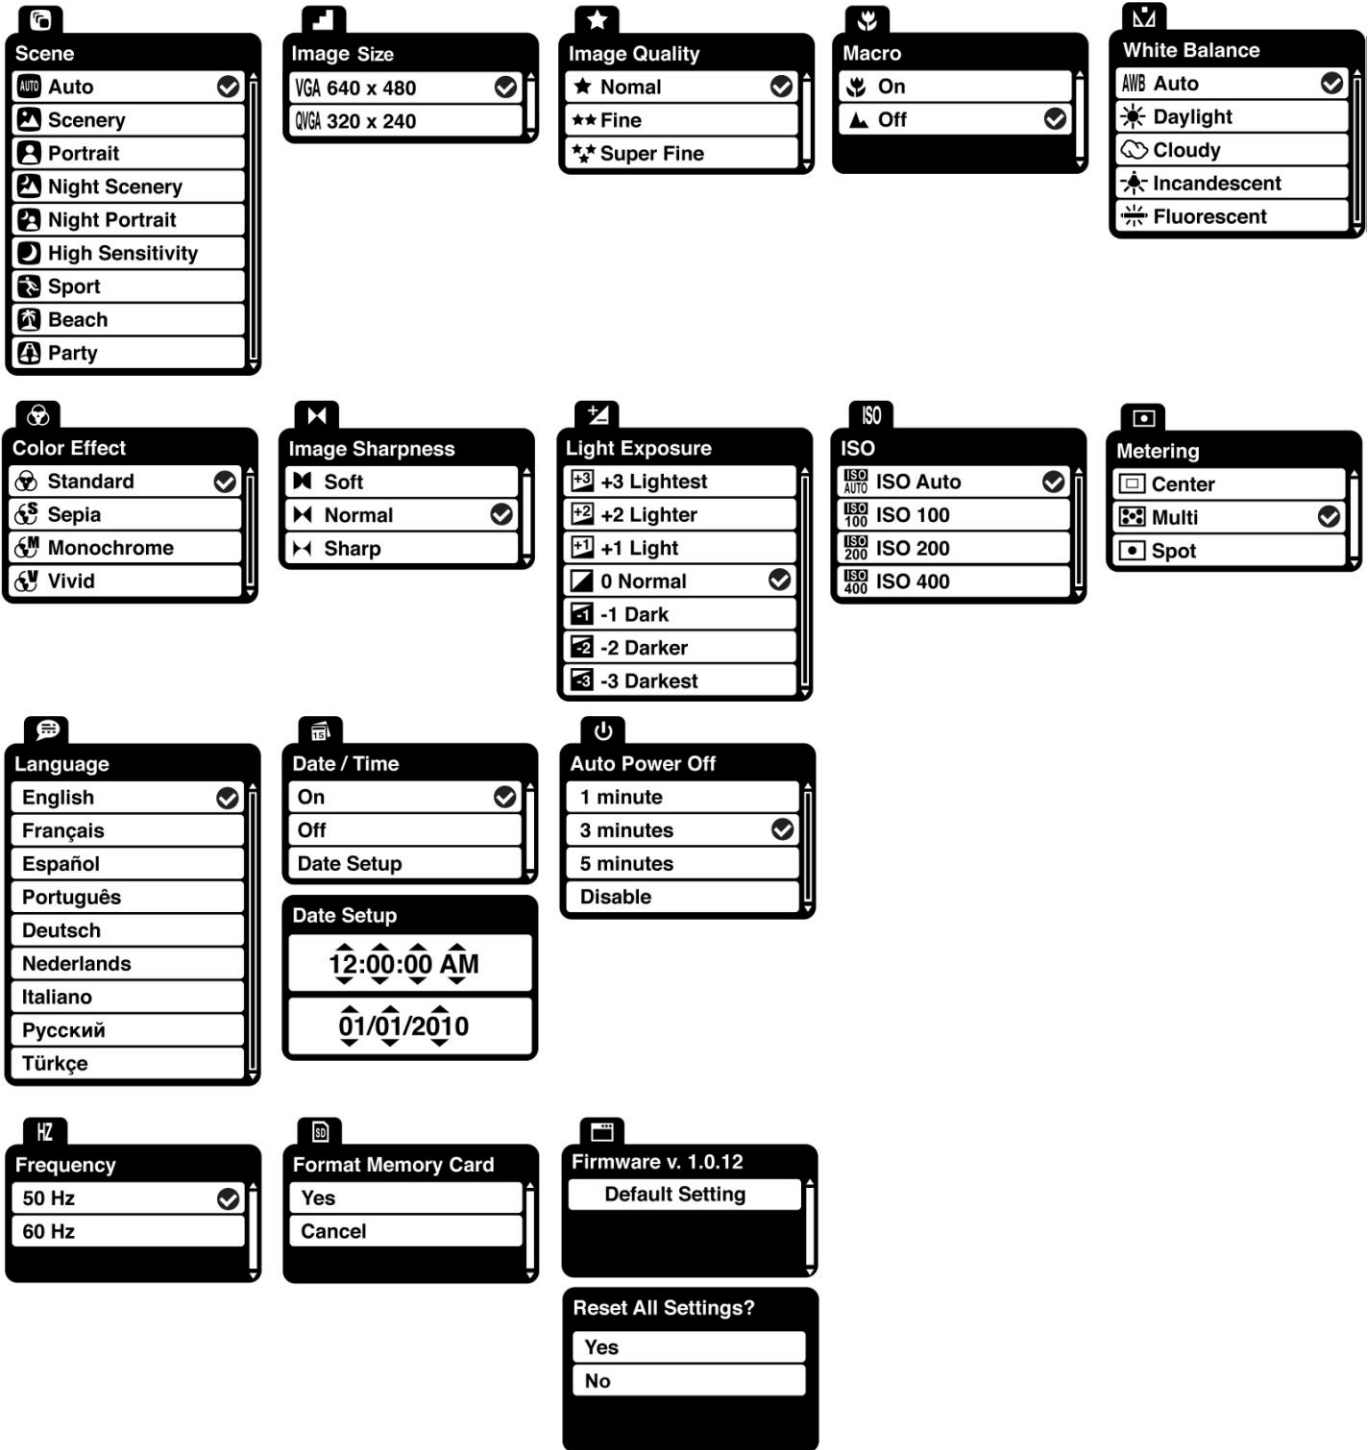 Scene
AUTO Auto
Scenery
Portrait
Night Scenery
Night Portrait
High Sensitivity
Sport
Beach
Party
Image Size
VGA 640 x 480
QVGA 320 x 240
Image Quality
Nomal
Fine
Super Fine
Macro
On
Off
White Balance
AWB Auto
Daylight
Cloudy
Incandescent
Fluorescent
Color Effect
Standard
S Sepia
M Monochrome
V Vivid
Image Sharpness
Soft
Normal
Sharp
Light Exposure
+3 +3 Lightest
+2 +2 Lighter
+1 +1 Light
0 Normal
-1 -1 Dark
-2 -2 Darker
-3 -3 Darkest
ISO
ISO
ISO AUTO ISO Auto
ISO 100 ISO 100
ISO 200 ISO 200
ISO 400 ISO 400
Metering
Center
Multi
Spot
Language
English
Français
Español
Português
Deutsch
Nederlands
Italiano
Русский
Türkçe
15
Date / Time
On
Off
Date Setup
Date Setup
12:00:00 AM
01/01/2010
Auto Power Off
1 minute
3 minutes
5 minutes
Disable
HZ
Frequency
50 Hz
60 Hz
SD
Format Memory Card
Yes
Cancel
Firmware v. 1.0.12
Default Setting
Reset All Settings?
Yes
No